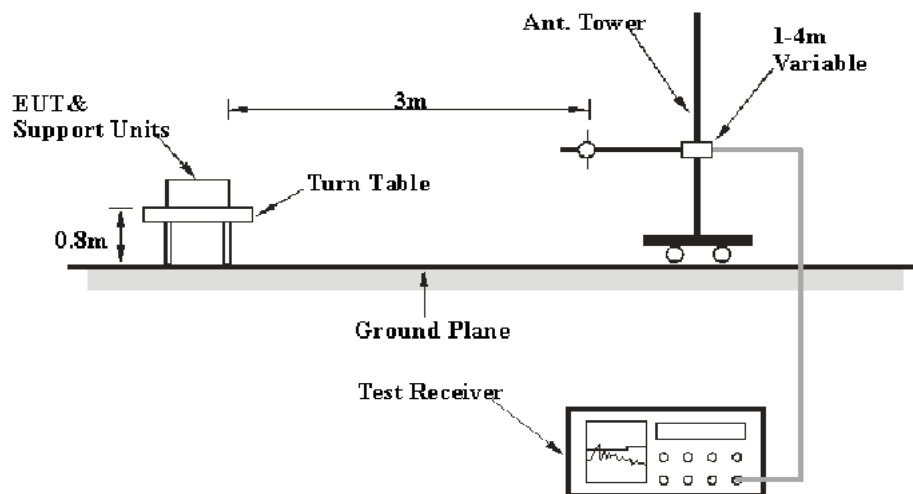 Ant. Tower
1-4m
Variable
3m
EUT&
Support Units
Turn Table
0.8m
Ground Plane
Test Receiver